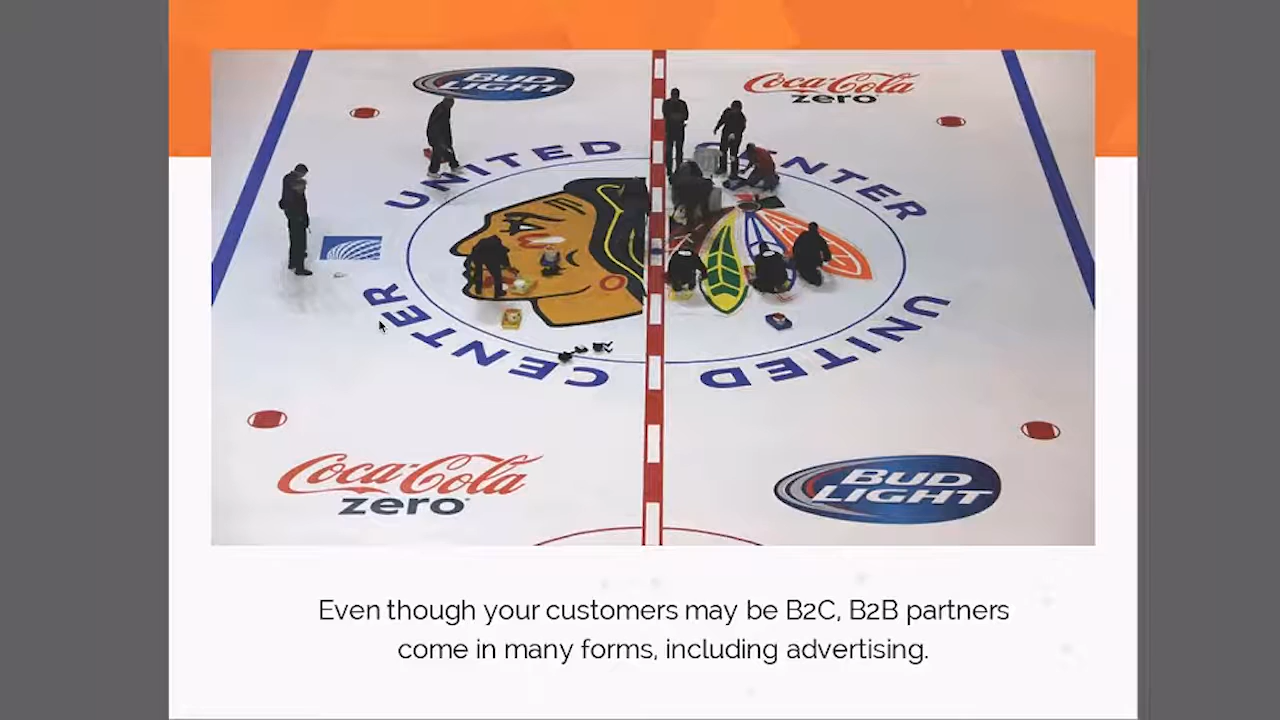 BUD
LIGHT
Coca-Cola
zero
UNITED CENTER
UNITED CENTER
Coca-Cola
zero
BUD
LIGHT
Even though your customers may be B2C, B2B partners
come in many forms, including advertising.